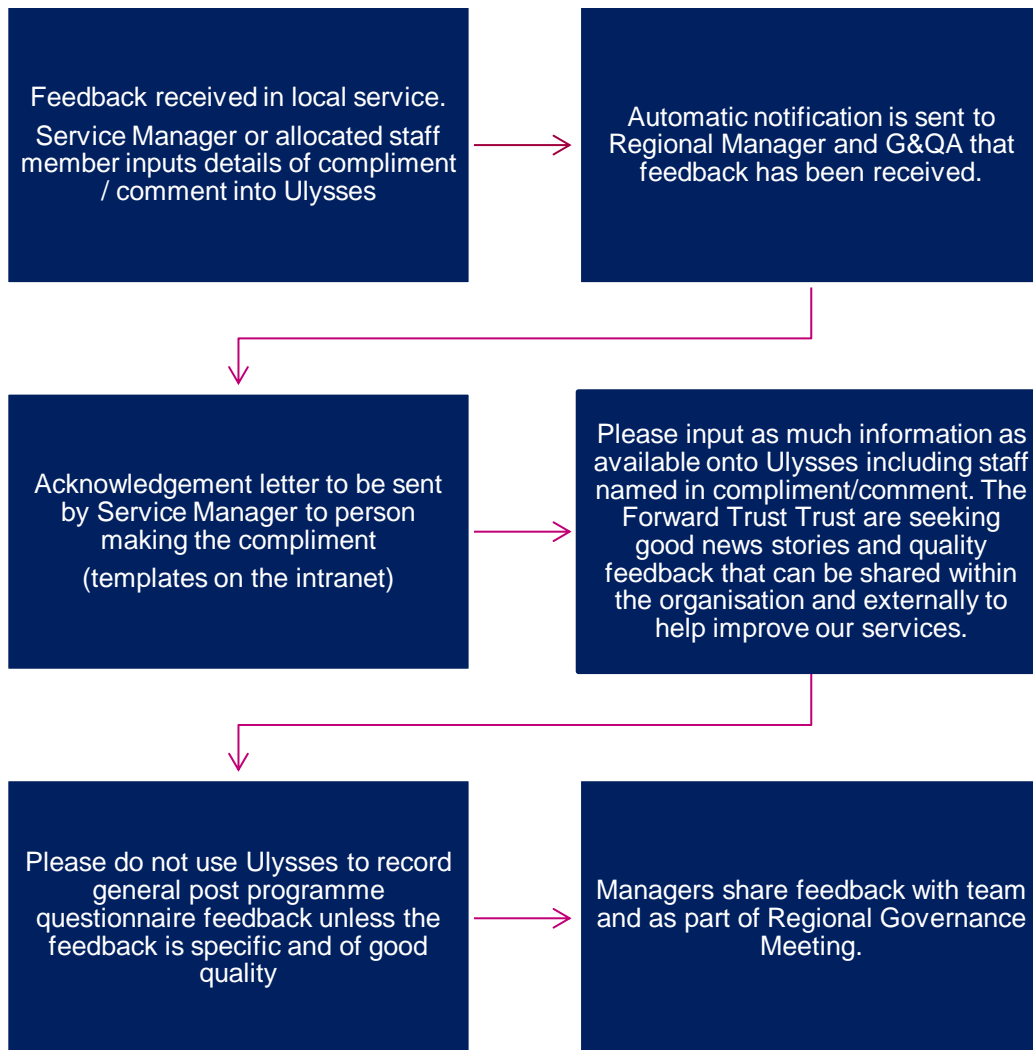 Feedback received in local service.
Service Manager or allocated staff
member inputs details of compliment
/ comment into Ulysses
Automatic notification is sent to
Regional Manager and G&QA that
feedback has been received.
Acknowledgement letter to be sent
by Service Manager to person
making the compliment
(templates on the intranet)
Please input as much information as
available onto Ulysses including staff
named in compliment/comment. The
Forward Trust Trust are seeking
good news stories and quality
feedback that can be shared within
the organisation and externally to
help improve our services.
Please do not use Ulysses to record
general post programme
questionnaire feedback unless the
feedback is specific and of good
quality
Managers share feedback with team
and as part of Regional Governance
Meeting.